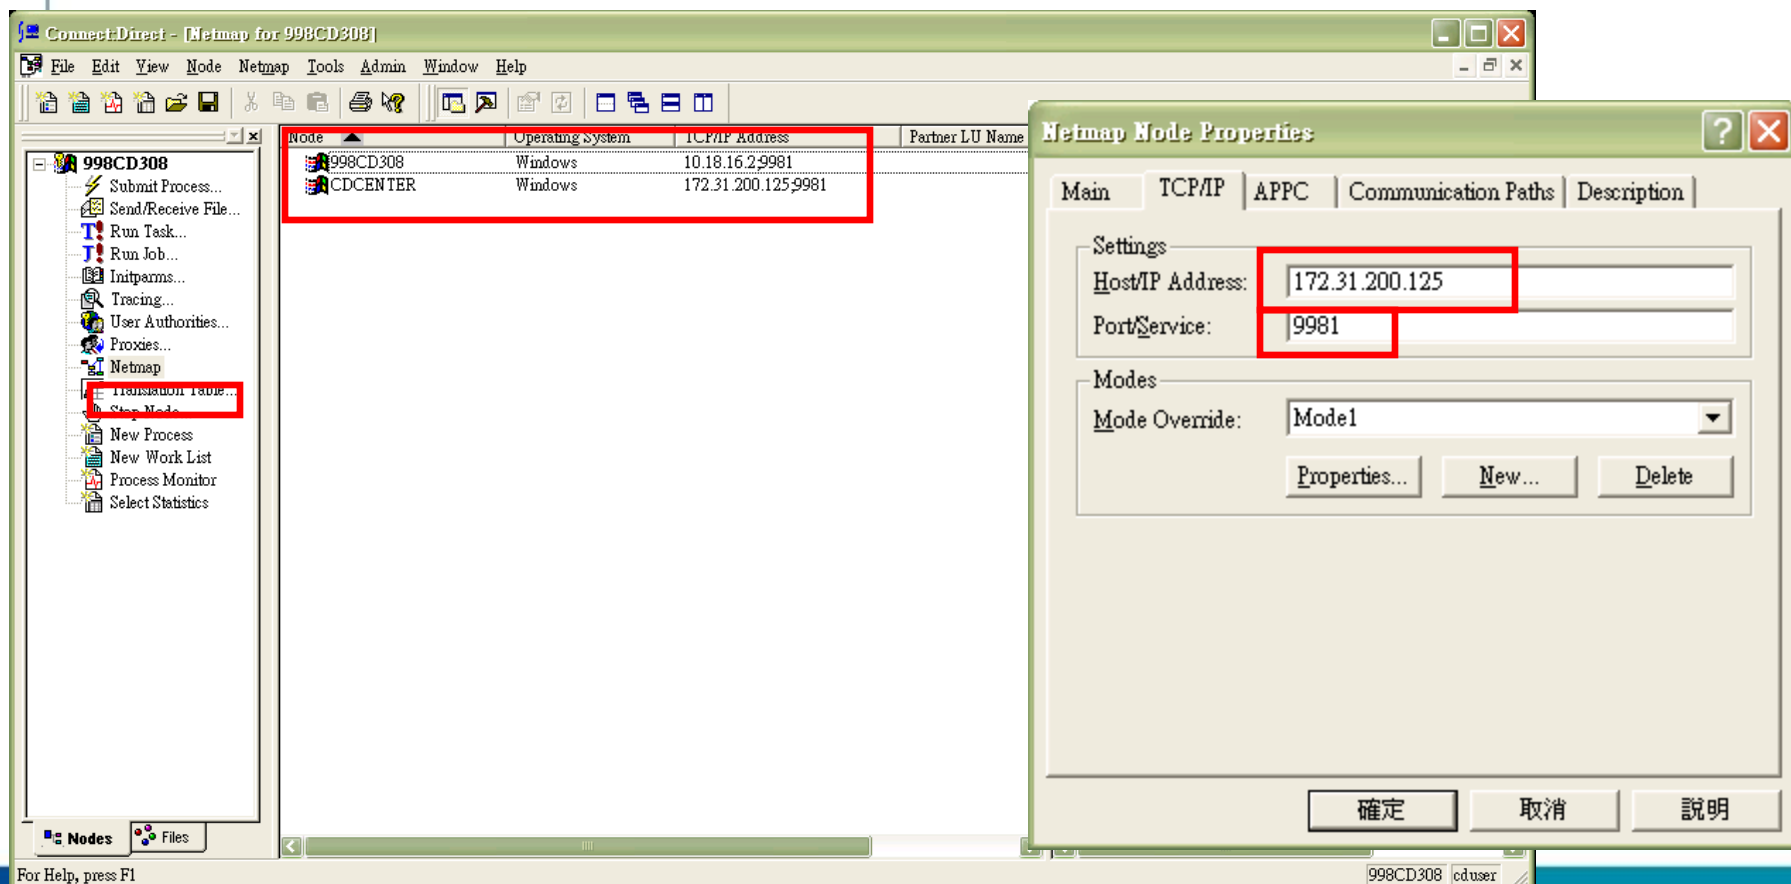 Connect:Direct - [Netmap for 998CD308]
File Edit View Node Netmap Tools Admin Window Help
998CD308
Submit Process...
Send/Receive File...
Run Task...
Run Job...
Initparms...
Tracing...
User Authorities...
Proxies...
Netmap
Translation Table...
Stop Node
New Process
New Work List
Process Monitor
Select Statistics
Nodes Files
Node Operating System TCP/IP Address Partner LU Name
998CD308 Windows 10.18.16.2;9981
CDCENTER Windows 172.31.200.125;9981
For Help, press F1
998CD308 cduser
Netmap Node Properties
Main TCP/IP APPC Communication Paths Description
Settings
Host/IP Address: 172.31.200.125
Port/Service: 9981
Modes
Mode Override: Mode1
Properties... New... Delete
確定 取消 說明